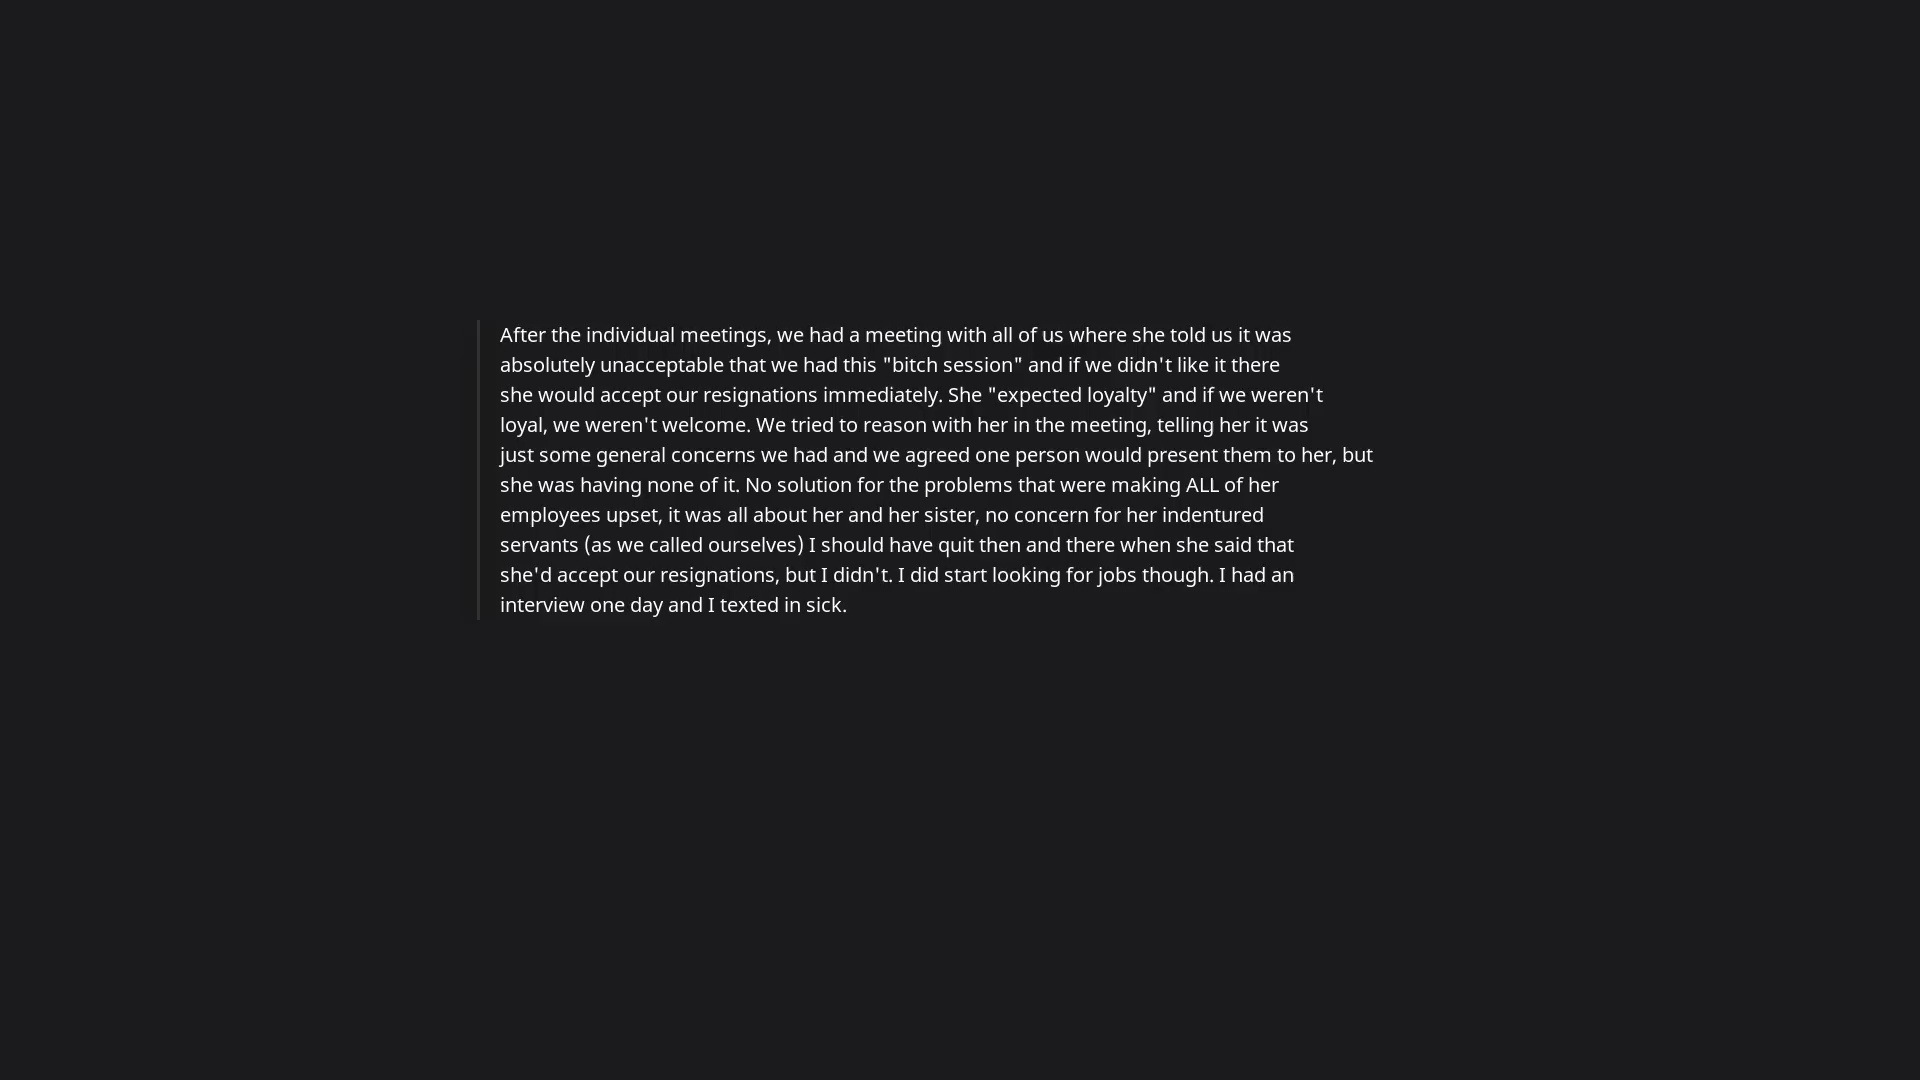 After the individual meetings, we had a meeting with all of us where she told us it was
absolutely unacceptable that we had this "bitch session" and if we didn't like it there
she would accept our resignations immediately. She "expected loyalty" and if we weren't
loyal, we weren't welcome. We tried to reason with her in the meeting, telling her it was
just some general concerns we had and we agreed one person would present them to her, but
she was having none of it. No solution for the problems that were making ALL of her
employees upset, it was all about her and her sister, no concern for her indentured
servants (as we called ourselves) I should have quit then and there when she said that
she'd accept our resignations, but I didn't. I did start looking for jobs though. I had an
interview one day and I texted in sick.